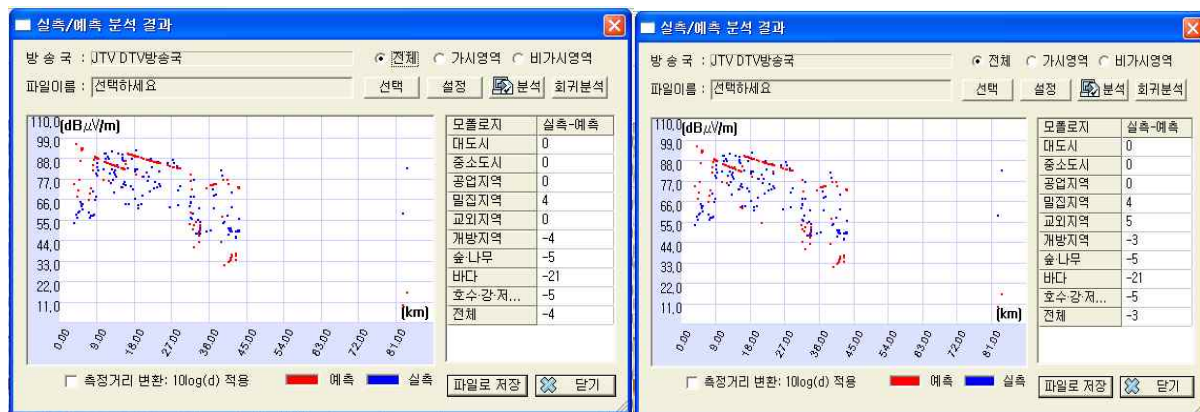 실측/예측 분석 결과
방 송 국 : JTV DTV방송국
전체 가시영역 비가시영역
파일이름 : 선택하세요
선택 설정 분석 회귀분석
110,0 (dBμV/m)
99,0
88,0
77,0
66,0
55,0
44,0
33,0
22,0
11,0
(km)
0,00 9,00 18,00 27,00 36,00 45,00 54,00 63,00 72,00 81,00
모폴로지 실측-예측
대도시 0
중소도시 0
공업지역 0
밀집지역 4
교외지역 0
개방지역 -4
숲·나무 -5
바다 -21
호수·강·저... -5
전체 -4
측정거리 변환: 10log(d) 적용 예측 실측
파일로 저장 닫기
실측/예측 분석 결과
방 송 국 : JTV DTV방송국
전체 가시영역 비가시영역
파일이름 : 선택하세요
선택 설정 분석 회귀분석
110,0 (dBμV/m)
99,0
88,0
77,0
66,0
55,0
44,0
33,0
22,0
11,0
(km)
0,00 9,00 18,00 27,00 36,00 45,00 54,00 63,00 72,00 81,00
모폴로지 실측-예측
대도시 0
중소도시 0
공업지역 0
밀집지역 4
교외지역 5
개방지역 -3
숲·나무 -5
바다 -21
호수·강·저... -5
전체 -3
측정거리 변환: 10log(d) 적용 예측 실측
파일로 저장 닫기